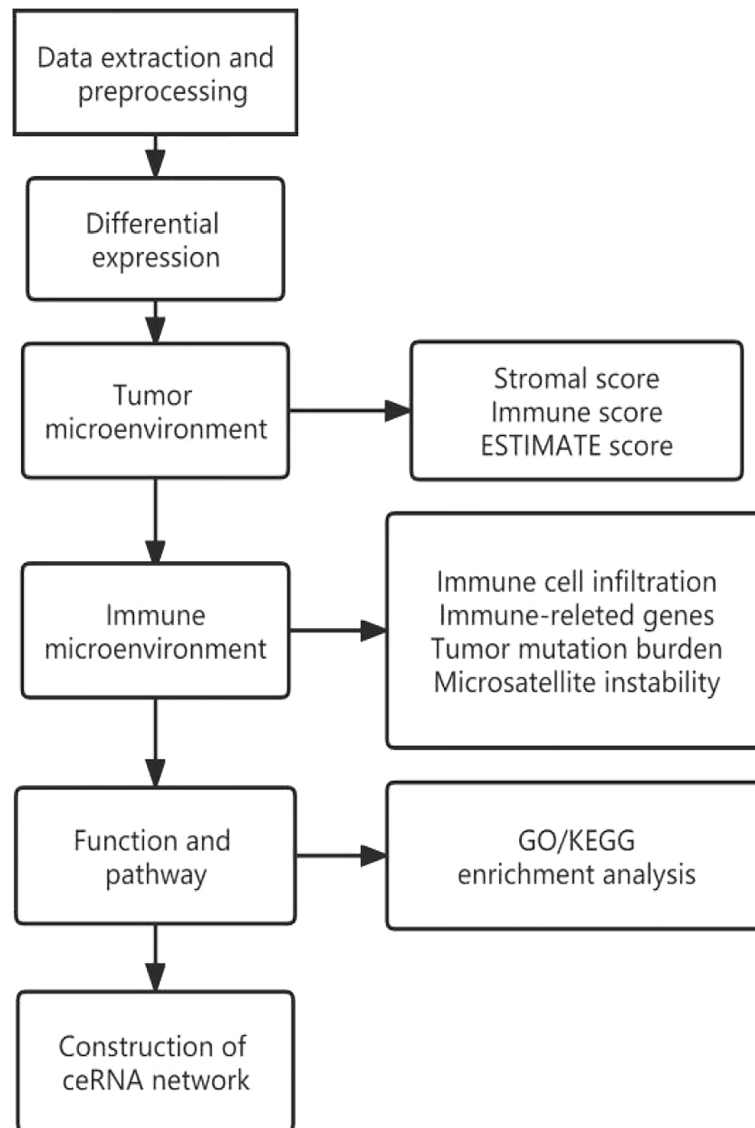 Data extraction and
preprocessing
Differential
expression
Tumor
microenvironment
Stromal score
Immune score
ESTIMATE score
Immune
microenvironment
Immune cell infiltration
Immune-releted genes
Tumor mutation burden
Microsatellite instability
Function and
pathway
GO/KEGG
enrichment analysis
Construction of
ceRNA network